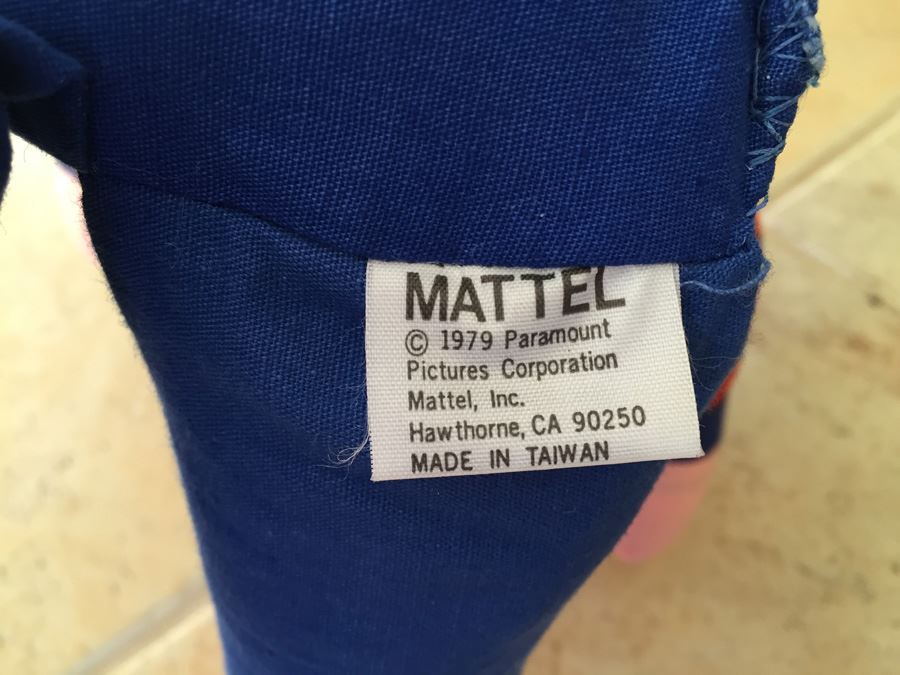 MATTEL
© 1979 Paramount
Pictures Corporation
Mattel, Inc.
Hawthorne, CA 90250
MADE IN TAIWAN